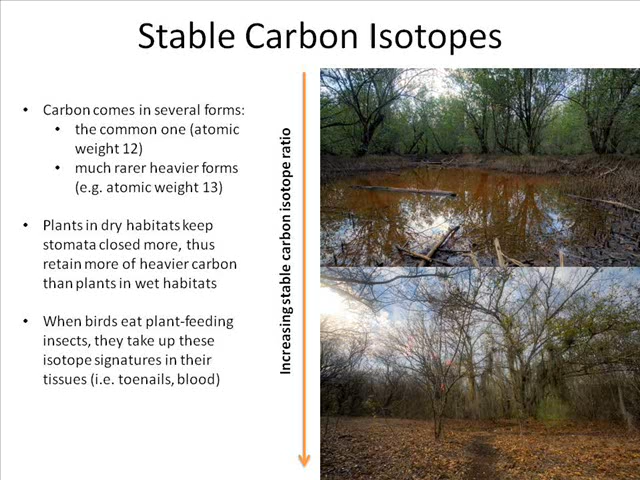 Stable Carbon Isotopes
• Carbon comes in several forms:
• the common one (atomic
weight 12)
• much rarer heavier forms
(e.g. atomic weight 13)
• Plants in dry habitats keep
stomata closed more, thus
retain more of heavier carbon
than plants in wet habitats
• When birds eat plant-feeding
insects, they take up these
isotope signatures in their
tissues (i.e. toenails, blood)
Increasing stable carbon isotope ratio